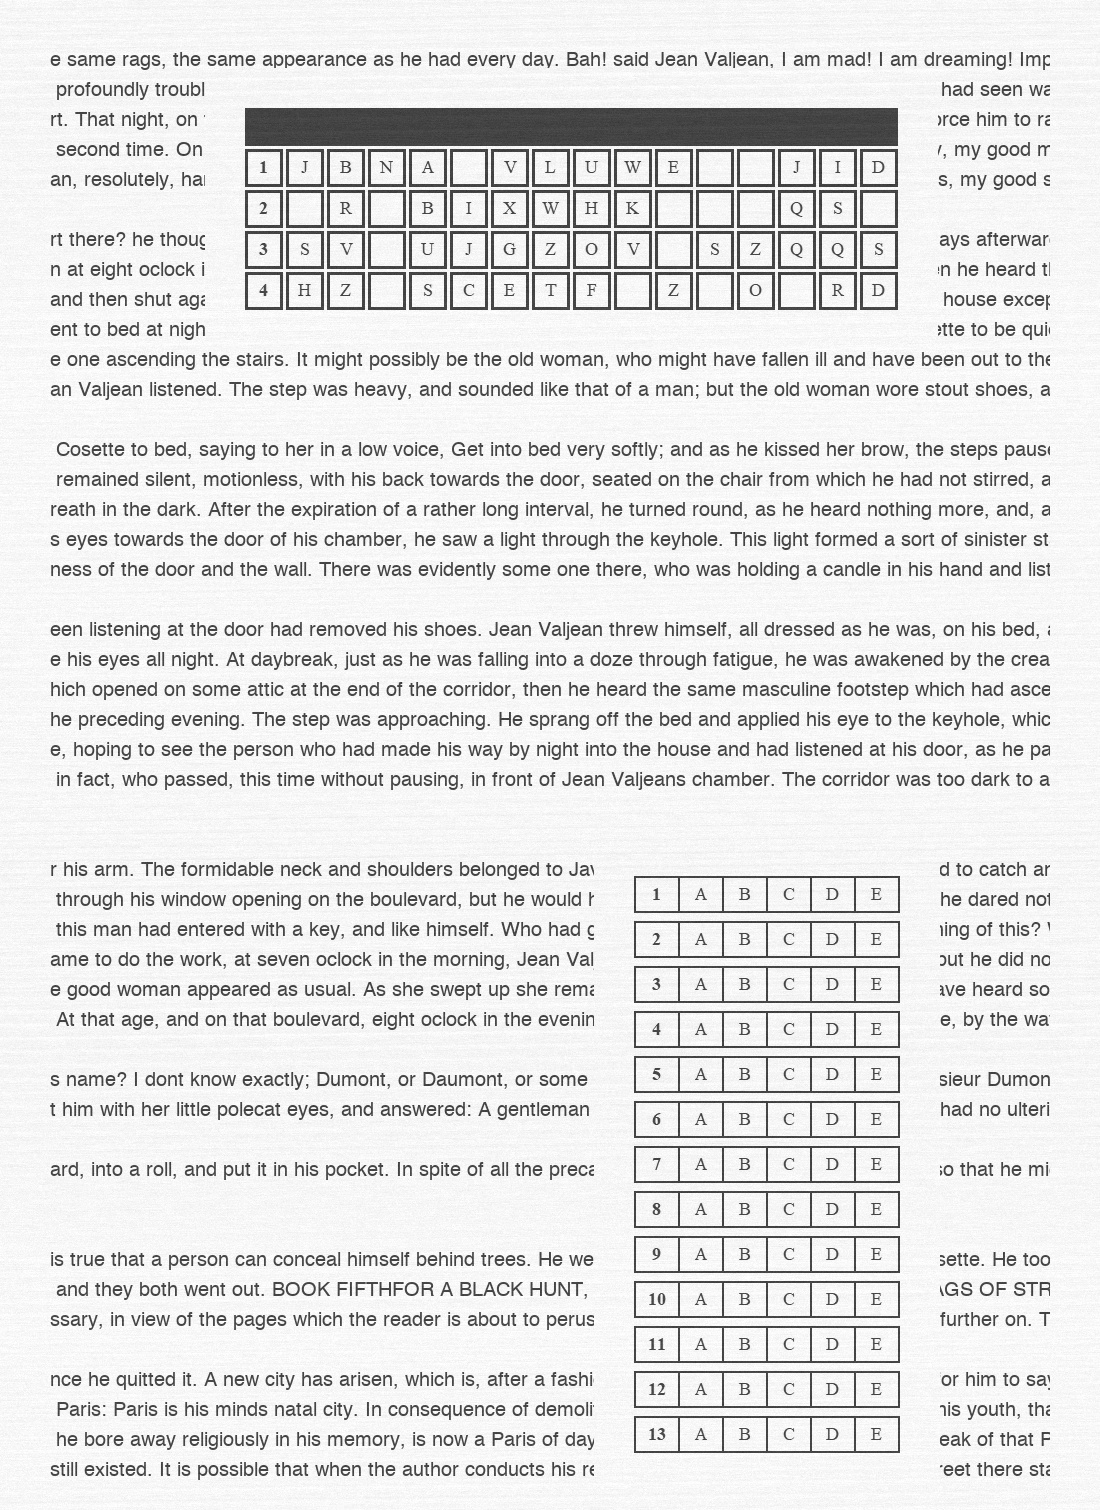 e same rags, the same appearance as he had every day. Bah! said Jean Valjean, I am mad! I am dreaming! Imp
profoundly troubl had seen wa
rt. That night, on orce him to ra
second time. On y, my good m
an, resolutely, har s, my good s
1 J B N A V L U W E J I D
2 R B I X W H K Q S
3 S V U J G Z O V S Z Q Q S
4 H Z S C E T F Z O R D
rt there? he thoug ays afterward
n at eight oclock i en he heard th
and then shut aga house excep
ent to bed at nigh ette to be quie
e one ascending the stairs. It might possibly be the old woman, who might have fallen ill and have been out to the
an Valjean listened. The step was heavy, and sounded like that of a man; but the old woman wore stout shoes, a
Cosette to bed, saying to her in a low voice, Get into bed very softly; and as he kissed her brow, the steps pause
remained silent, motionless, with his back towards the door, seated on the chair from which he had not stirred, a
reath in the dark. After the expiration of a rather long interval, he turned round, as he heard nothing more, and, a
s eyes towards the door of his chamber, he saw a light through the keyhole. This light formed a sort of sinister st
ness of the door and the wall. There was evidently some one there, who was holding a candle in his hand and list
een listening at the door had removed his shoes. Jean Valjean threw himself, all dressed as he was, on his bed, a
e his eyes all night. At daybreak, just as he was falling into a doze through fatigue, he was awakened by the crea
hich opened on some attic at the end of the corridor, then he heard the same masculine footstep which had asce
he preceding evening. The step was approaching. He sprang off the bed and applied his eye to the keyhole, whic
e, hoping to see the person who had made his way by night into the house and had listened at his door, as he pa
in fact, who passed, this time without pausing, in front of Jean Valjeans chamber. The corridor was too dark to a
r his arm. The formidable neck and shoulders belonged to Jav d to catch an
through his window opening on the boulevard, but he would h he dared not
this man had entered with a key, and like himself. Who had g ning of this? W
ame to do the work, at seven oclock in the morning, Jean Val but he did no
e good woman appeared as usual. As she swept up she rema ave heard so
At that age, and on that boulevard, eight oclock in the evenin e, by the wa
s name? I dont know exactly; Dumont, or Daumont, or some sieur Dumon
t him with her little polecat eyes, and answered: A gentleman had no ulteri
ard, into a roll, and put it in his pocket. In spite of all the preca so that he mi
is true that a person can conceal himself behind trees. He we sette. He too
and they both went out. BOOK FIFTHFOR A BLACK HUNT, AGS OF STR
ssary, in view of the pages which the reader is about to perus further on. T
nce he quitted it. A new city has arisen, which is, after a fashi or him to say
Paris: Paris is his minds natal city. In consequence of demolit his youth, tha
he bore away religiously in his memory, is now a Paris of day eak of that P
still existed. It is possible that when the author conducts his re reet there sta
1 A B C D E
2 A B C D E
3 A B C D E
4 A B C D E
5 A B C D E
6 A B C D E
7 A B C D E
8 A B C D E
9 A B C D E
10 A B C D E
11 A B C D E
12 A B C D E
13 A B C D E